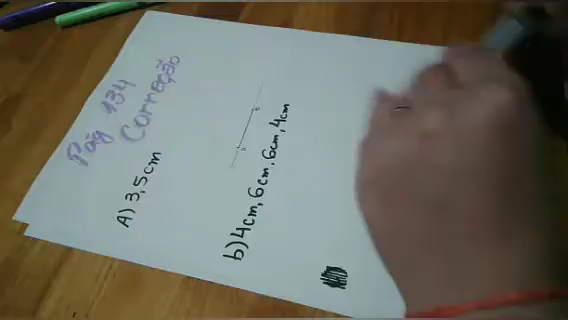 Pág 134
Correção
A) 3,5cm
b) 4cm, 6cm, 6cm, 4cm